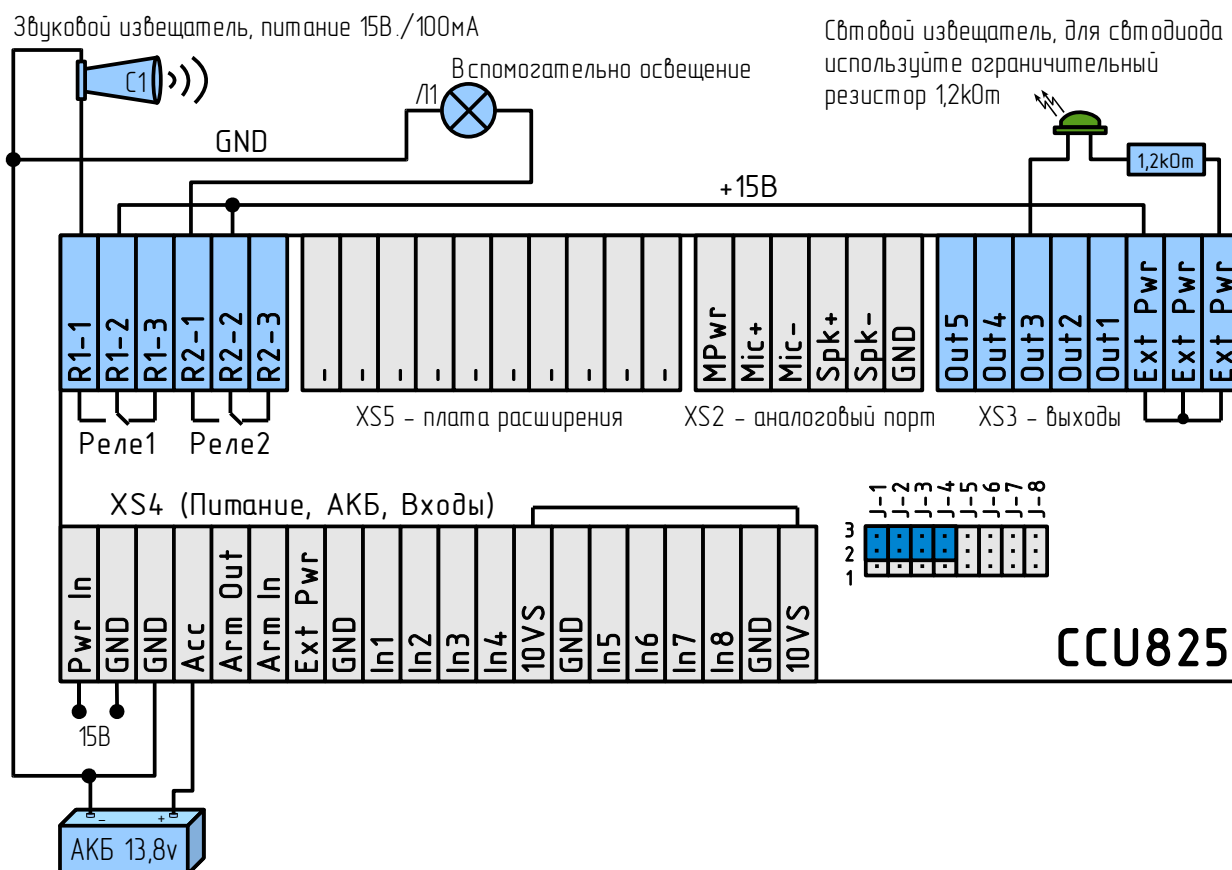 Звуковой извещатель, питание 15В./100мА
Свтовой извещатель, для свтодиода
используйте ограничительный
резистор 1,2kОm
С1
Вспомогательно освещение
Л1
GND
1,2kОm
+15В
R1-1
R1-2
R1-3
R2-1
R2-2
R2-3
-
-
-
-
-
-
-
-
-
-
MPwr
Mic+
Mic-
Spk+
Spk-
GND
Out5
Out4
Out3
Out2
Out1
Ext Pwr
Ext Pwr
Ext Pwr
Реле1
Реле2
XS5 - плата расширения
XS2 - аналоговый порт
XS3 - выходы
XS4 (Питание, АКБ, Входы)
J-1
J-2
J-3
J-4
J-5
J-6
J-7
J-8
3
2
1
Pwr In
GND
GND
Acc
Arm Out
Arm In
Ext Pwr
GND
In1
In2
In3
In4
10VS
GND
In5
In6
In7
In8
GND
10VS
CCU825
15В
- +
АКБ 13,8v